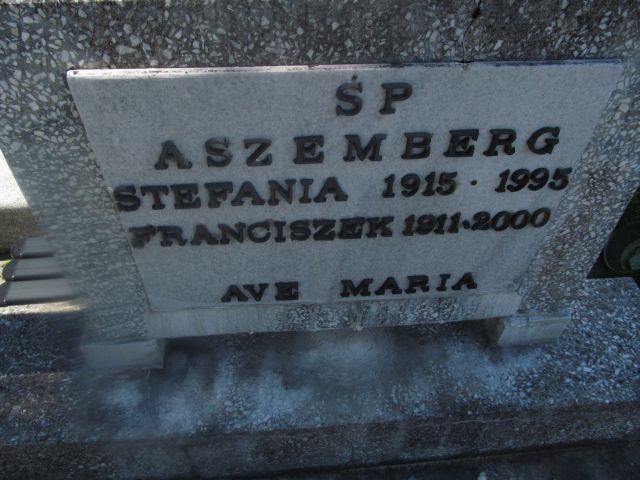 ŚP
ASZEMBERG
STEFANIA 1915 · 1995
FRANCISZEK 1911·2000
AVE MARIA